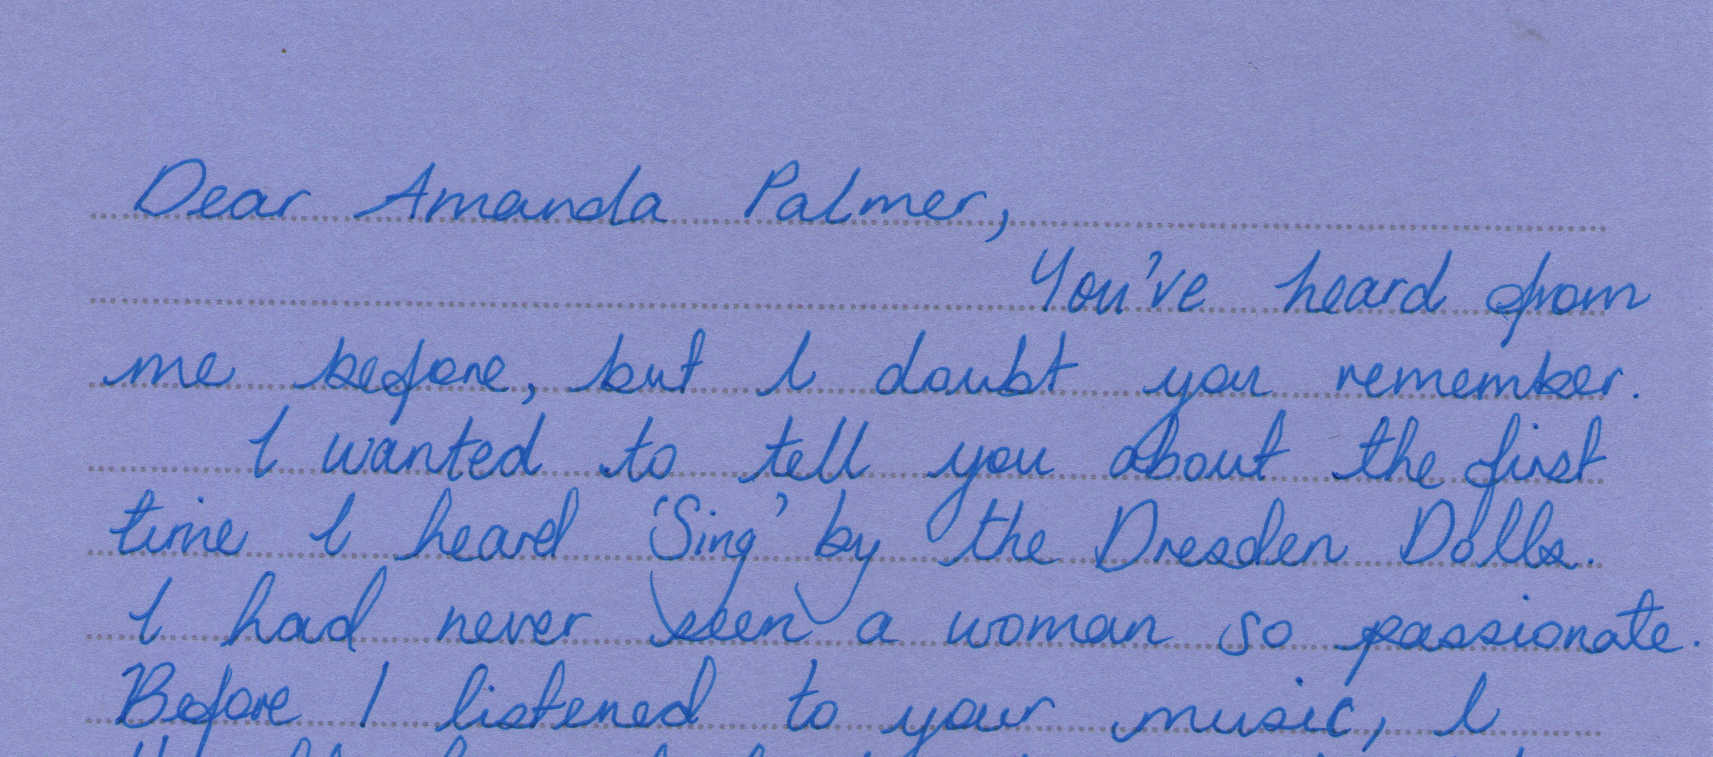 Dear Amanda Palmer,
You've heard from
me before, but I doubt you remember.
I wanted to tell you about the first
time I heard 'Sing' by the Dresden Dolls.
I had never seen a woman so passionate.
Before I listened to your music, I